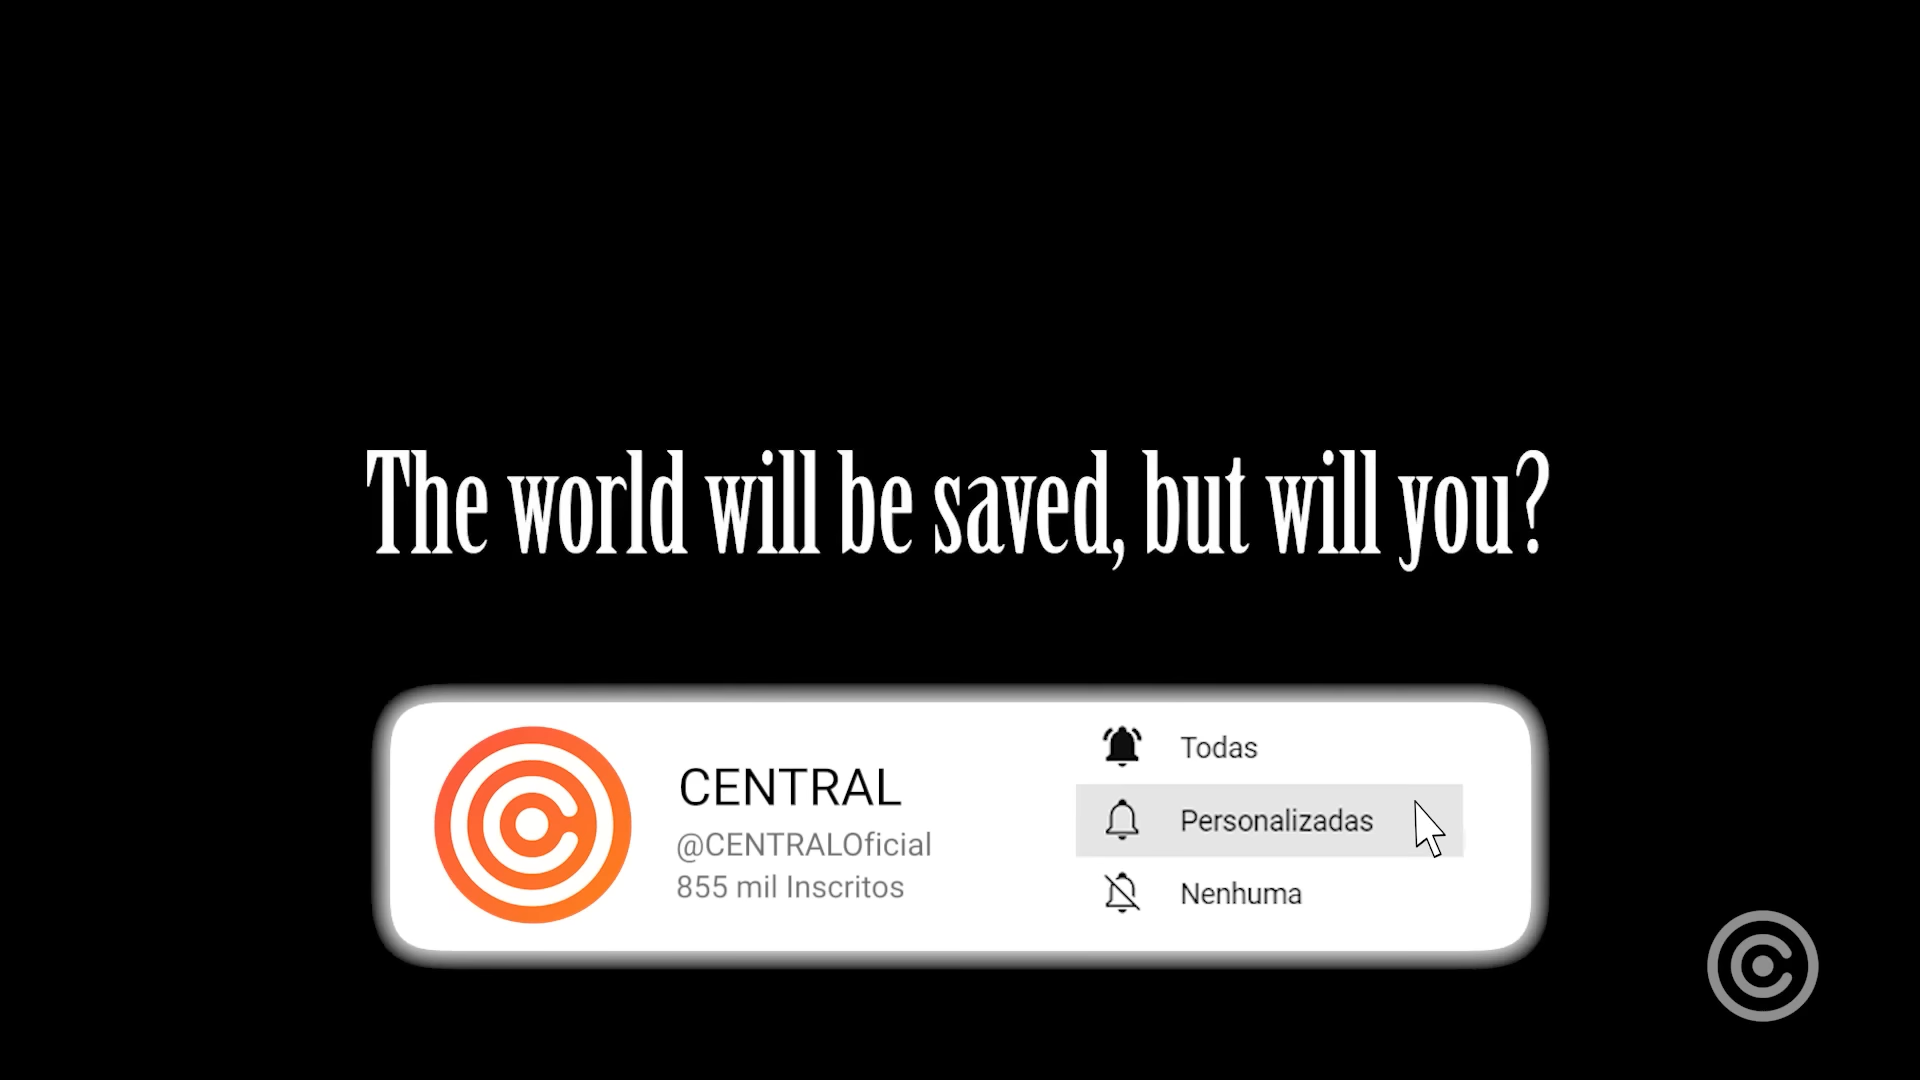 The world will be saved, but will you?
CENTRAL
@CENTRALOficial
855 mil Inscritos
Todas
Personalizadas
Nenhuma